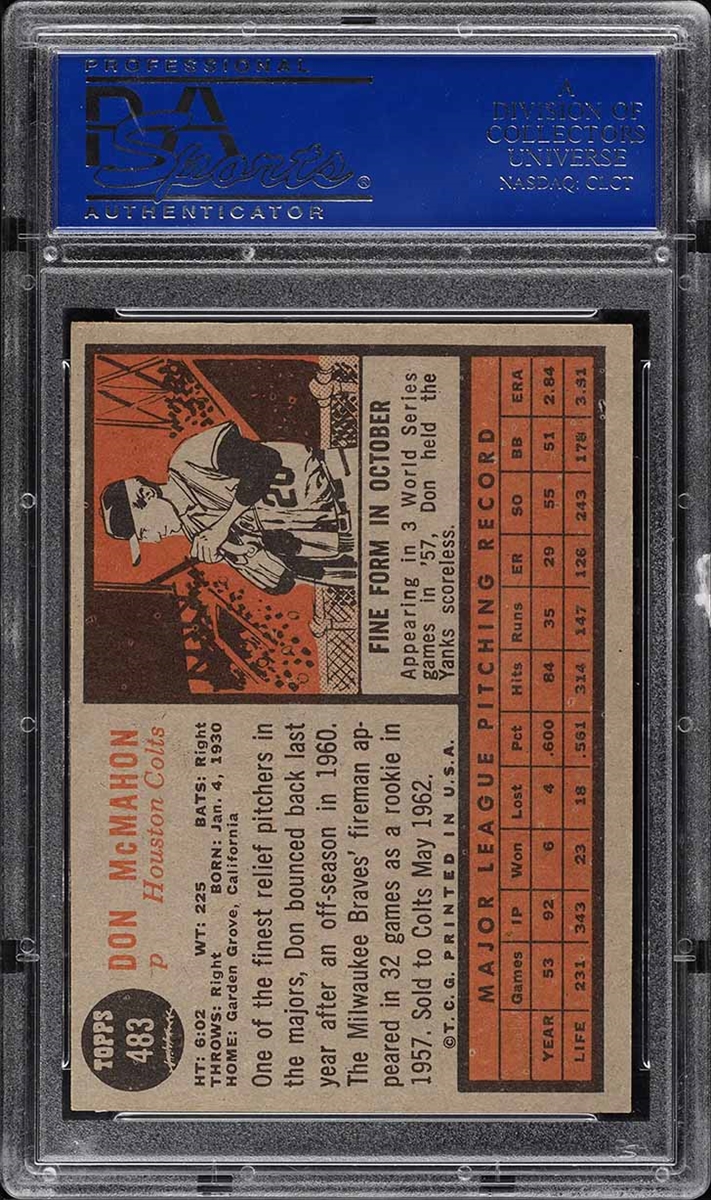 PROFESSIONAL
PSA
Sports®
AUTHENTICATOR
A
DIVISION OF
COLLECTORS
UNIVERSE
NASDAQ: CLCT
TOPPS
483
DON McMAHON
p Houston Colts
HT: 6:02 WT: 225 BATS: Right
THROWS: Right BORN: Jan. 4, 1930
HOME: Garden Grove, California
One of the finest relief pitchers in
the majors, Don bounced back last
year after an off-season in 1960.
The Milwaukee Braves' fireman ap-
peared in 32 games as a rookie in
1957. Sold to Colts May 1962.
©T.C.G. PRINTED IN U.S.A.
20
FINE FORM IN OCTOBER
Appearing in 3 World Series
games in '57, Don held the
Yanks scoreless.
MAJOR LEAGUE PITCHING RECORD
Games IP Won Lost Pct Hits Runs ER SO BB ERA
YEAR 53 92 6 4 .600 84 35 29 55 51 2.84
LIFE 231 343 23 18 .561 314 147 126 243 178 3.31